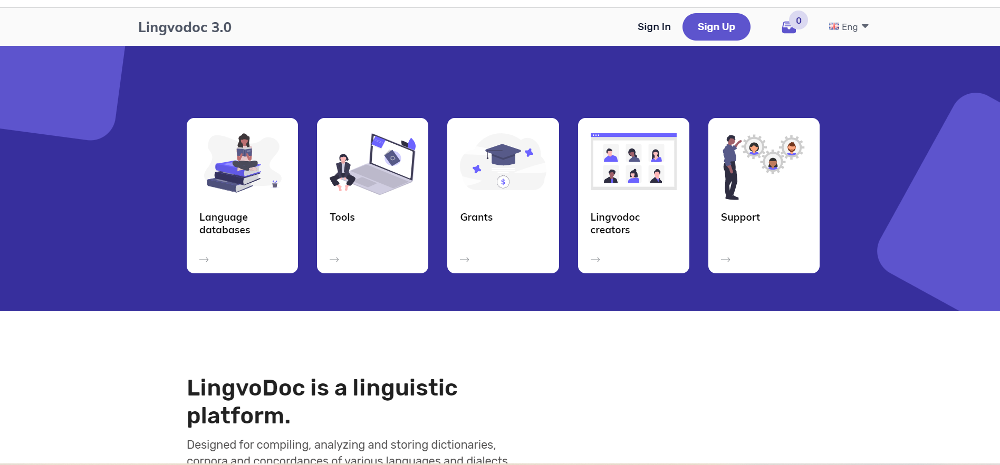 Lingvodoc 3.0
Sign In
Sign Up
0
Eng
$
Language
databases
Tools
Grants
Lingvodoc
creators
Support
LingvoDoc is a linguistic
platform.
Designed for compiling, analyzing and storing dictionaries,
corpora and concordances of various languages and dialects